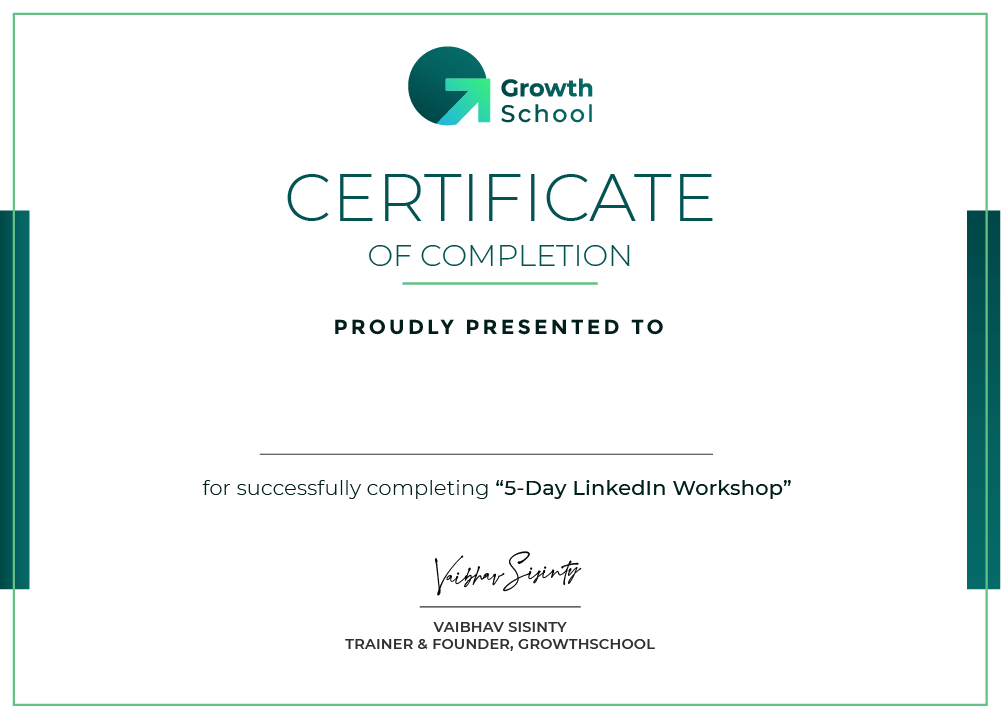 Growth
School
CERTIFICATE
OF COMPLETION
PROUDLY PRESENTED TO
for successfully completing “5-Day LinkedIn Workshop”
Vaibhav Sisinty
VAIBHAV SISINTY
TRAINER & FOUNDER, GROWTHSCHOOL